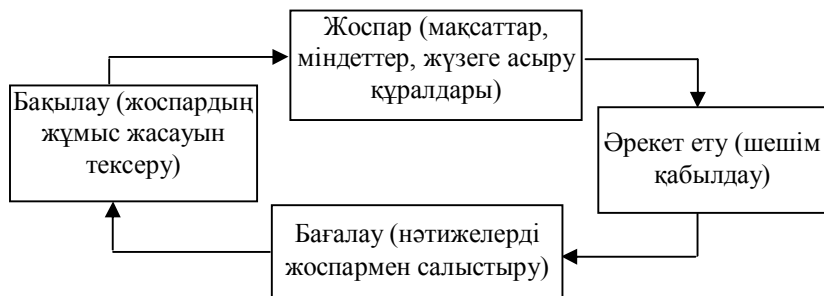 Жоспар (мақсаттар,
міндеттер, жүзеге асыру
құралдары)
Бақылау (жоспардың
жұмыс жасауын
тексеру)
Әрекет ету (шешім
қабылдау)
Бағалау (нәтижелерді
жоспармен салыстыру)